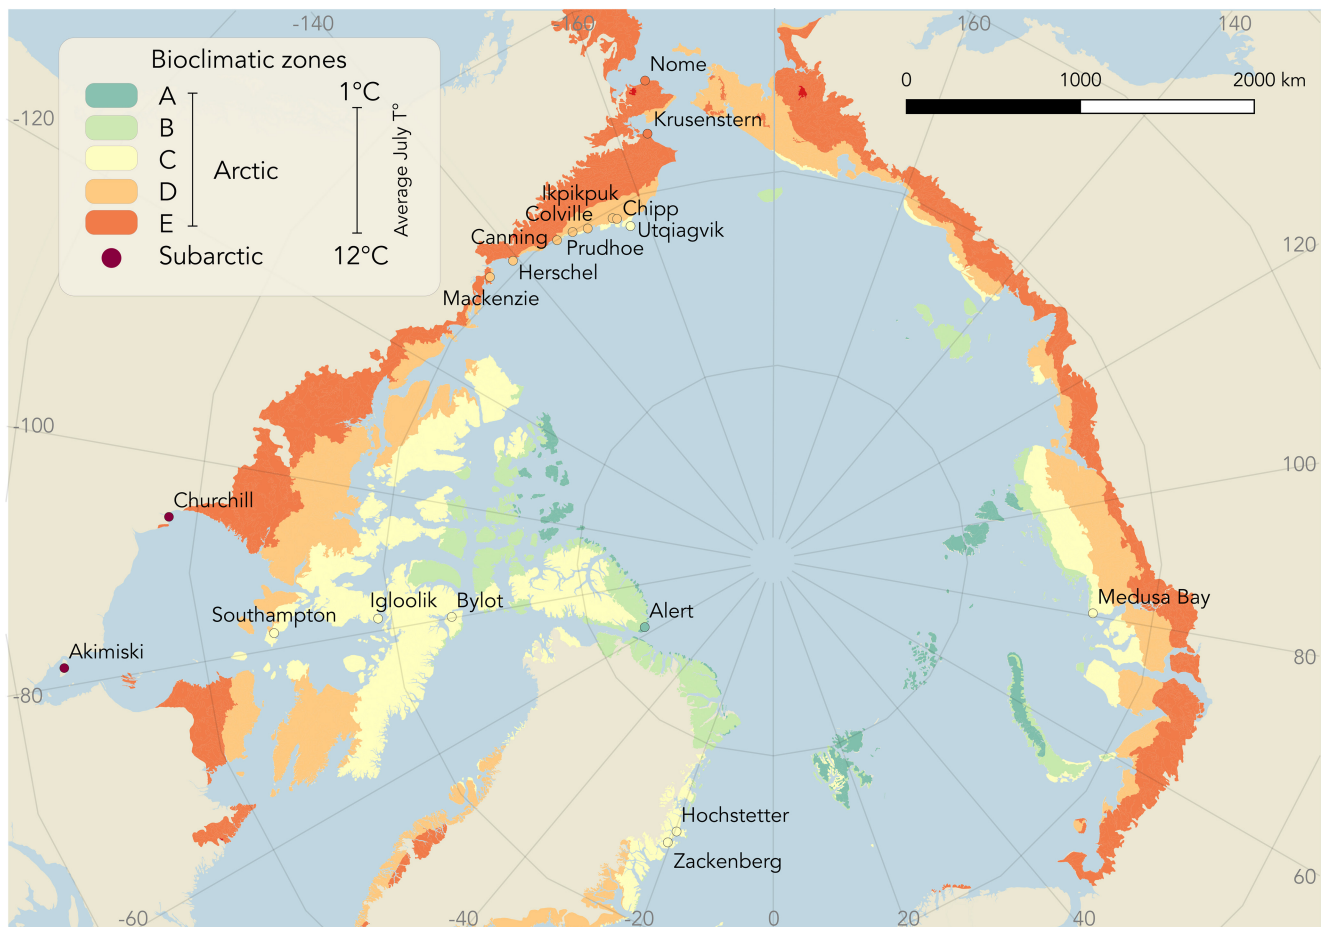 -140
-160
160
140
Bioclimatic zones
A
B
C
D
E
Arctic
1°C
Average July T°
12°C
Subarctic
0
1000
2000 km
Nome
-120
Krusenstern
Ikpikpuk
Colville
Chipp
Utqiagvik
Canning
Prudhoe
120
Herschel
Mackenzie
-100
100
Churchill
Igloolik
Bylot
Medusa Bay
Southampton
Alert
Akimiski
80
-80
Hochstetter
Zackenberg
60
-60
-40
-20
0
20
40